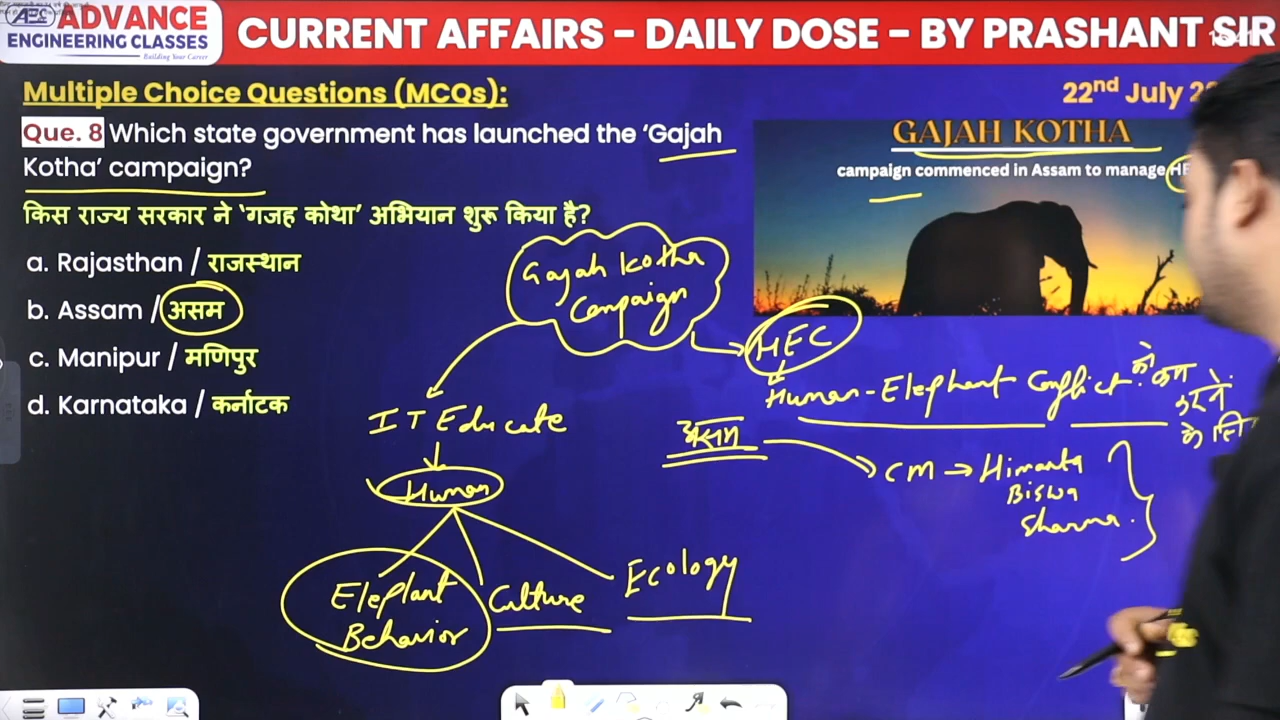 ADVANCE
ENGINEERING CLASSES
Building Your Career
CURRENT AFFAIRS – DAILY DOSE – BY PRASHANT SIR
Multiple Choice Questions (MCQs):
22nd July
Que. 8 Which state government has launched the ‘Gajah
Kotha’ campaign?
किस राज्य सरकार ने ‘गजह कोथा’ अभियान शुरू किया है?
a. Rajasthan / राजस्थान
b. Assam / असम
c. Manipur / मणिपुर
d. Karnataka / कर्नाटक
GAJAH KOTHA
campaign commenced in Assam to manage
Gajah Kotha
Campaign
HEC
Human-Elephant Conflict को कम
करने
के
IT Educate
Human
Elephant
Behavior
Culture
Ecology
असम
CM → Himanta
Biswa
Sharma.